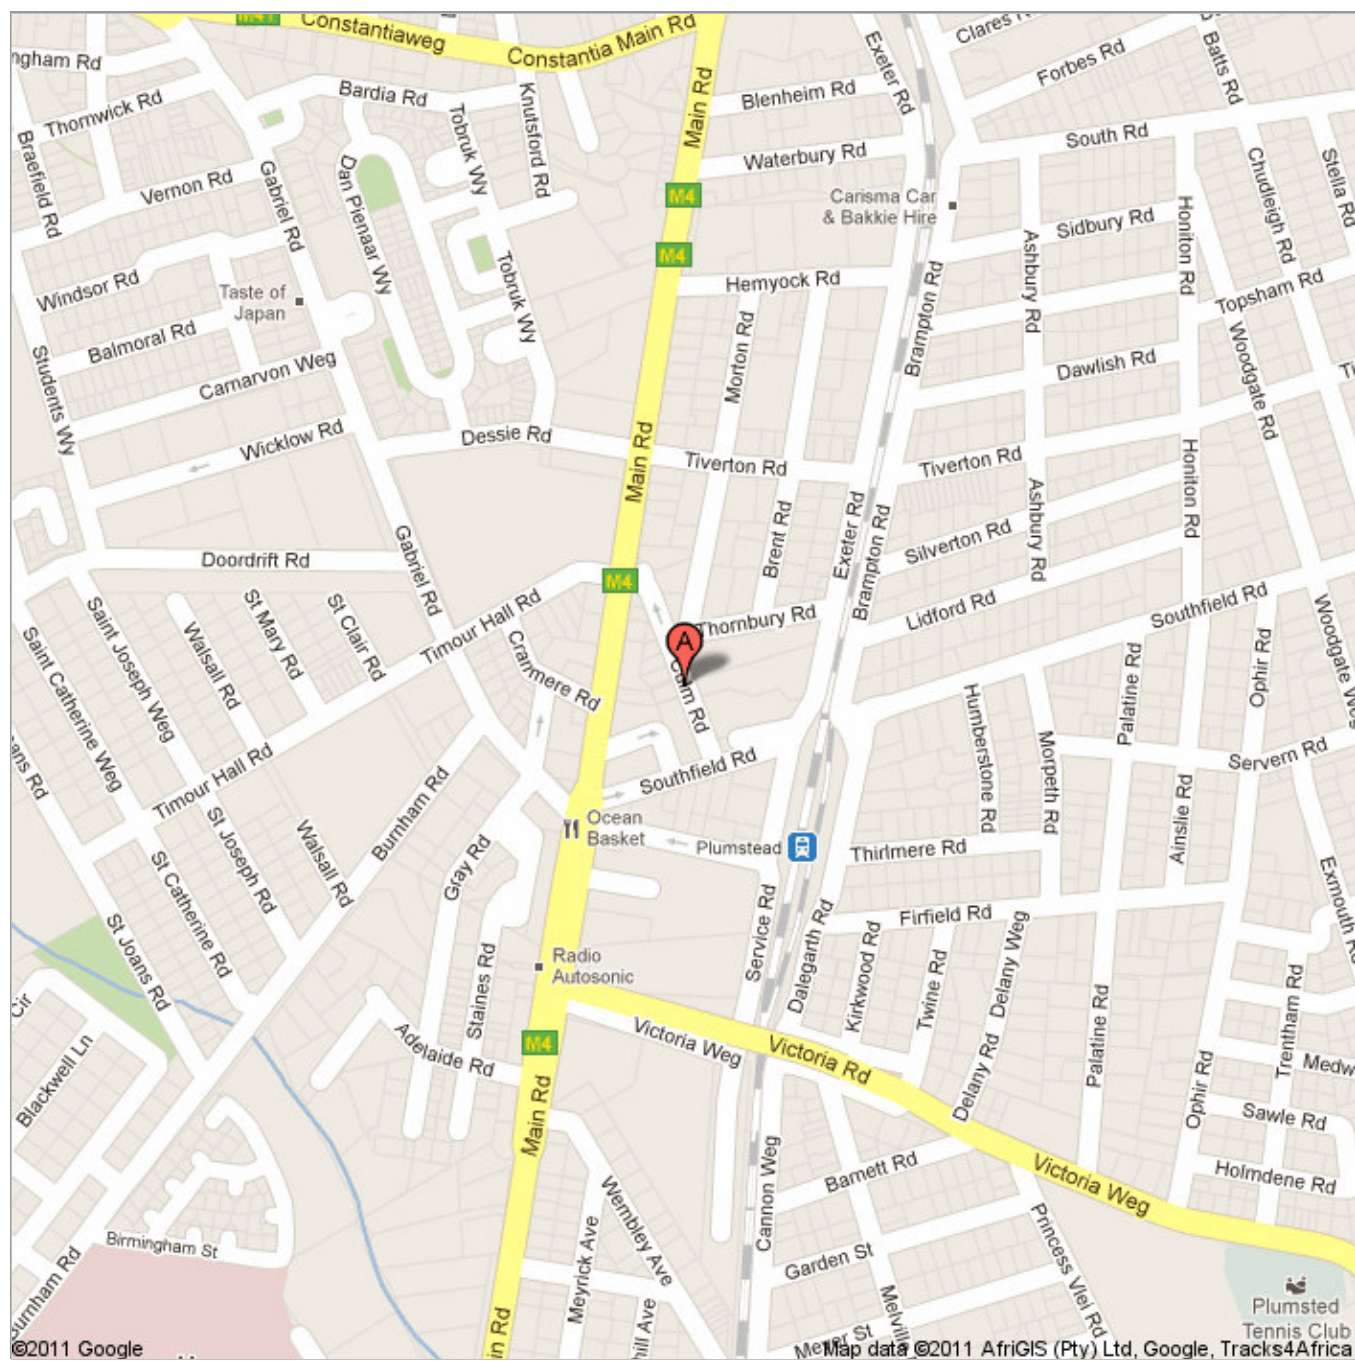 M41
Constantiaweg
Constantia Main Rd
Exeter Rd
Batts Rd
Forbes Rd
Bardia Rd
Knutsford Rd
Main Rd
Blenheim Rd
Thornwick Rd
Tobruk Wy
South Rd
Braefield Rd
Waterbury Rd
Chudleigh Rd
Stella Rd
Vernon Rd
Gabriel Rd
Dan Pienaar Wy
M4
Carisma Car
& Bakkie Hire
Sidbury Rd
Honiton Rd
M4
Ashbury Rd
Windsor Rd
Taste of
Japan
Tobruk Wy
Hemyock Rd
Brampton Rd
Topsham Rd
Balmoral Rd
Morton Rd
Dawlish Rd
Woodgate Rd
Students Wy
Carnarvon Weg
Wicklow Rd
Dessie Rd
Main Rd
Tiverton Rd
Tiverton Rd
Honiton Rd
Ashbury Rd
Brent Rd
Exeter Rd
Brampton Rd
Silverton Rd
Doordrift Rd
Gabriel Rd
M4
Lidford Rd
Southfield Rd
Saint Joseph Weg
Walsall Rd
St Mary Rd
St Clair Rd
Timour Hall Rd
Cranmere Rd
Thornbury Rd
A
Saint Catherine Weg
Palatine Rd
Ophir Rd
Humberstone Rd
Morpeth Rd
Servern Rd
Timour Hall Rd
Burnham Rd
Southfield Rd
Ainslie Rd
Ocean
Basket
Plumstead
Thirlmere Rd
St Joseph Rd
Walsall Rd
Gray Rd
St Catherine Rd
Service Rd
Firfield Rd
St Joans Rd
Radio
Autosonic
Staines Rd
Dalegarth Rd
Kirkwood Rd
Twine Rd
Delany Weg
Palatine Rd
Trentham Rd
Cir
Adelaide Rd
M4
Victoria Weg
Victoria Rd
Delany Rd
Ophir Rd
Blackwell Ln
Main Rd
Sawle Rd
Barnett Rd
Victoria Weg
Holmdene Rd
Cannon Weg
Wembley Ave
Meyrick Ave
Birmingham St
Burnham Rd
Garden St
Princess Vlei Rd
Plumsted
Tennis Club
©2011 Google
Map data ©2011 AfriGIS (Pty) Ltd, Google, Tracks4Africa